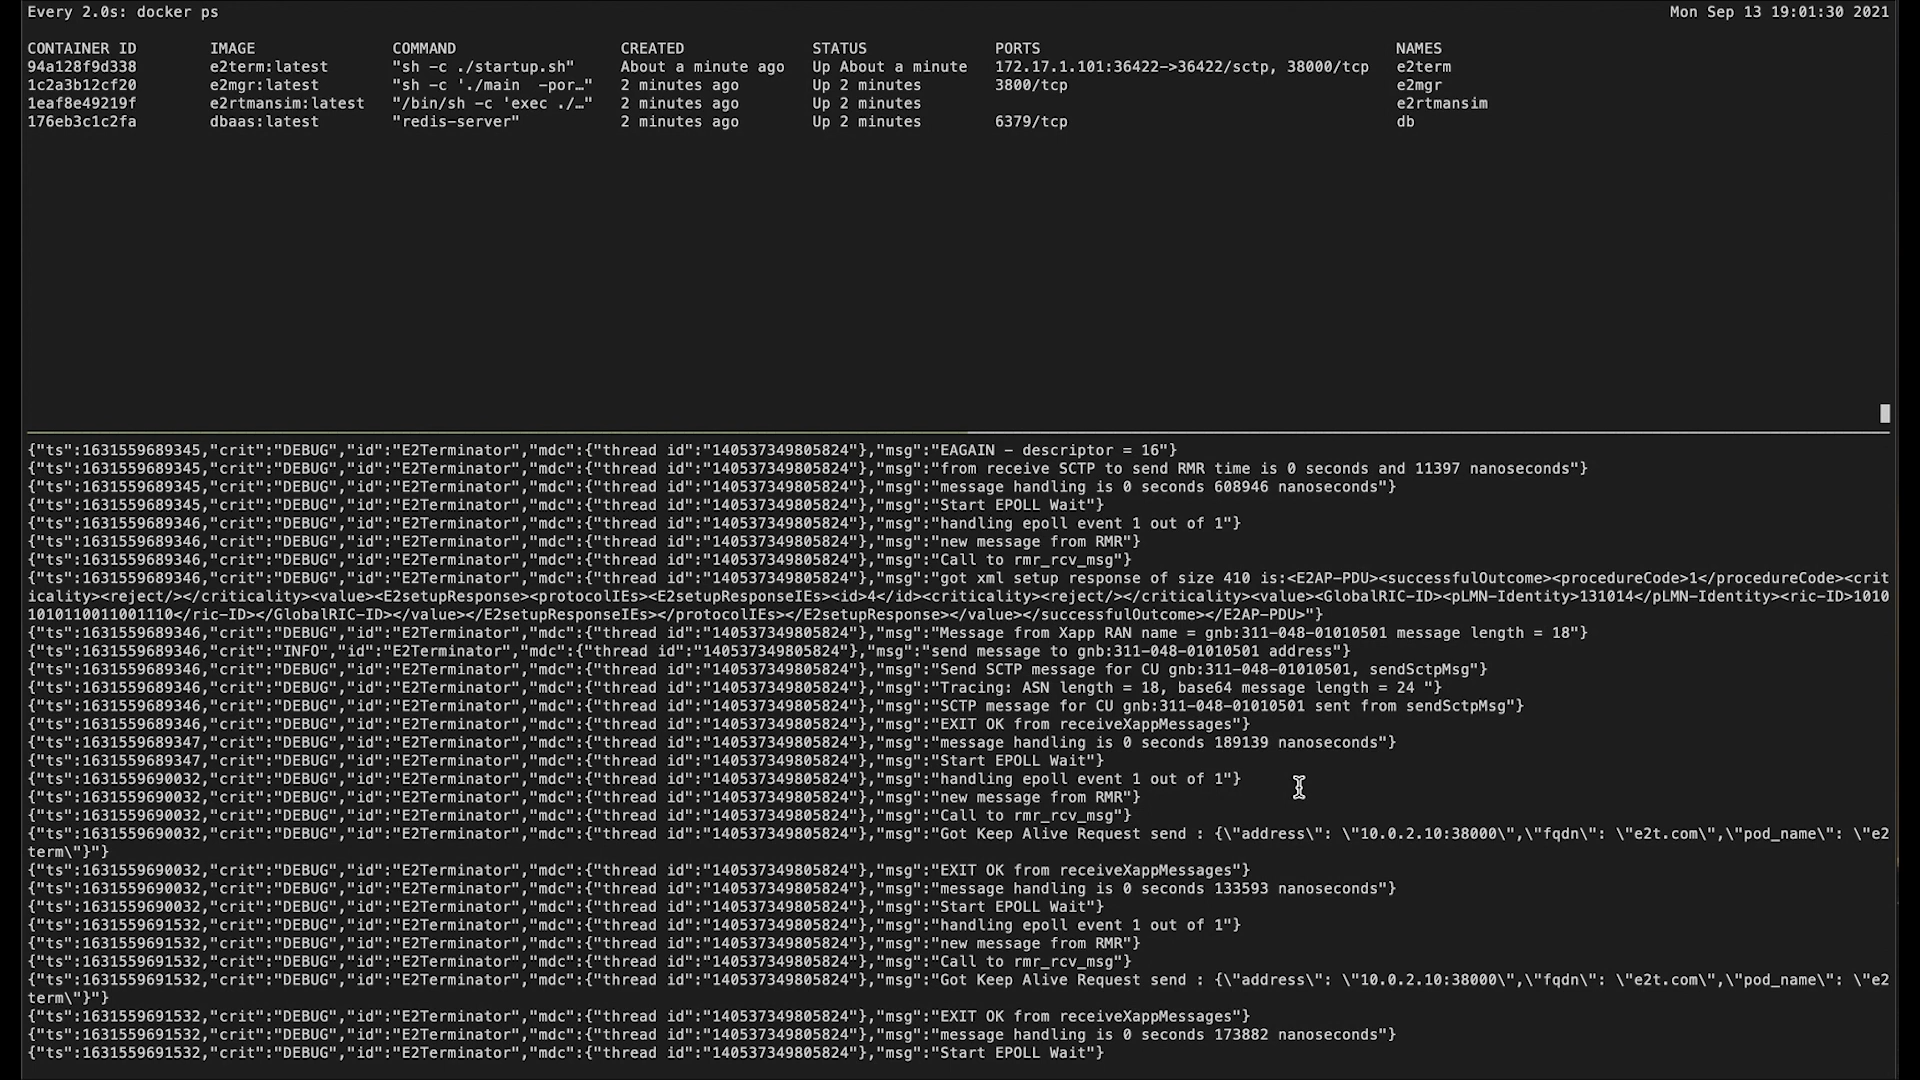 Every 2.0s: docker ps                    Mon Sep 13 19:01:30 2021
CONTAINER ID   IMAGE   COMMAND   CREATED   STATUS   PORTS   NAMES
94a128f9d338   e2term:latest   "sh -c ./startup.sh"   About a minute ago   Up About a minute   172.17.1.101:36422->36422/sctp, 38000/tcp   e2term
1c2a3b12cf20   e2mgr:latest   "sh -c './main  -por…"   2 minutes ago   Up 2 minutes   3800/tcp   e2mgr
1eaf8e49219f   e2rtmansim:latest   "/bin/sh -c 'exec ./…"   2 minutes ago   Up 2 minutes   e2rtmansim
176eb3c1c2fa   dbaas:latest   "redis-server"   2 minutes ago   Up 2 minutes   6379/tcp   db
{"ts":1631559689345,"crit":"DEBUG","id":"E2Terminator","mdc":{"thread id":"140537349805824"},"msg":"EAGAIN - descriptor = 16"}
{"ts":1631559689345,"crit":"DEBUG","id":"E2Terminator","mdc":{"thread id":"140537349805824"},"msg":"from receive SCTP to send RMR time is 0 seconds and 11397 nanoseconds"}
{"ts":1631559689345,"crit":"DEBUG","id":"E2Terminator","mdc":{"thread id":"140537349805824"},"msg":"message handling is 0 seconds 608946 nanoseconds"}
{"ts":1631559689345,"crit":"DEBUG","id":"E2Terminator","mdc":{"thread id":"140537349805824"},"msg":"Start EPOLL Wait"}
{"ts":1631559689346,"crit":"DEBUG","id":"E2Terminator","mdc":{"thread id":"140537349805824"},"msg":"handling epoll event 1 out of 1"}
{"ts":1631559689346,"crit":"DEBUG","id":"E2Terminator","mdc":{"thread id":"140537349805824"},"msg":"new message from RMR"}
{"ts":1631559689346,"crit":"DEBUG","id":"E2Terminator","mdc":{"thread id":"140537349805824"},"msg":"Call to rmr_rcv_msg"}
{"ts":1631559689346,"crit":"DEBUG","id":"E2Terminator","mdc":{"thread id":"140537349805824"},"msg":"got xml setup response of size 410 is:<E2AP-PDU><successfulOutcome><procedureCode>1</procedureCode><crit
icality><reject/></criticality><value><E2setupResponse><protocolIEs><E2setupResponseIEs><id>4</id><criticality><reject/></criticality><value><GlobalRIC-ID><pLMN-Identity>131014</pLMN-Identity><ric-ID>1010
1010110011001110</ric-ID></GlobalRIC-ID></value></E2setupResponseIEs></protocolIEs></E2setupResponse></value></successfulOutcome></E2AP-PDU>"}
{"ts":1631559689346,"crit":"DEBUG","id":"E2Terminator","mdc":{"thread id":"140537349805824"},"msg":"Message from Xapp RAN name = gnb:311-048-01010501 message length = 18"}
{"ts":1631559689346,"crit":"INFO","id":"E2Terminator","mdc":{"thread id":"140537349805824"},"msg":"send message to gnb:311-048-01010501 address"}
{"ts":1631559689346,"crit":"DEBUG","id":"E2Terminator","mdc":{"thread id":"140537349805824"},"msg":"Send SCTP message for CU gnb:311-048-01010501, sendSctpMsg"}
{"ts":1631559689346,"crit":"DEBUG","id":"E2Terminator","mdc":{"thread id":"140537349805824"},"msg":"Tracing: ASN length = 18, base64 message length = 24 "}
{"ts":1631559689346,"crit":"DEBUG","id":"E2Terminator","mdc":{"thread id":"140537349805824"},"msg":"SCTP message for CU gnb:311-048-01010501 sent from sendSctpMsg"}
{"ts":1631559689346,"crit":"DEBUG","id":"E2Terminator","mdc":{"thread id":"140537349805824"},"msg":"EXIT OK from receiveXappMessages"}
{"ts":1631559689347,"crit":"DEBUG","id":"E2Terminator","mdc":{"thread id":"140537349805824"},"msg":"message handling is 0 seconds 189139 nanoseconds"}
{"ts":1631559689347,"crit":"DEBUG","id":"E2Terminator","mdc":{"thread id":"140537349805824"},"msg":"Start EPOLL Wait"}
{"ts":1631559690032,"crit":"DEBUG","id":"E2Terminator","mdc":{"thread id":"140537349805824"},"msg":"handling epoll event 1 out of 1"}
{"ts":1631559690032,"crit":"DEBUG","id":"E2Terminator","mdc":{"thread id":"140537349805824"},"msg":"new message from RMR"}
{"ts":1631559690032,"crit":"DEBUG","id":"E2Terminator","mdc":{"thread id":"140537349805824"},"msg":"Call to rmr_rcv_msg"}
{"ts":1631559690032,"crit":"DEBUG","id":"E2Terminator","mdc":{"thread id":"140537349805824"},"msg":"Got Keep Alive Request send : {\"address\": \"10.0.2.10:38000\",\"fqdn\": \"e2t.com\",\"pod_name\": \"e2
term\"}"}
{"ts":1631559690032,"crit":"DEBUG","id":"E2Terminator","mdc":{"thread id":"140537349805824"},"msg":"EXIT OK from receiveXappMessages"}
{"ts":1631559690032,"crit":"DEBUG","id":"E2Terminator","mdc":{"thread id":"140537349805824"},"msg":"message handling is 0 seconds 133593 nanoseconds"}
{"ts":1631559690032,"crit":"DEBUG","id":"E2Terminator","mdc":{"thread id":"140537349805824"},"msg":"Start EPOLL Wait"}
{"ts":1631559691532,"crit":"DEBUG","id":"E2Terminator","mdc":{"thread id":"140537349805824"},"msg":"handling epoll event 1 out of 1"}
{"ts":1631559691532,"crit":"DEBUG","id":"E2Terminator","mdc":{"thread id":"140537349805824"},"msg":"new message from RMR"}
{"ts":1631559691532,"crit":"DEBUG","id":"E2Terminator","mdc":{"thread id":"140537349805824"},"msg":"Call to rmr_rcv_msg"}
{"ts":1631559691532,"crit":"DEBUG","id":"E2Terminator","mdc":{"thread id":"140537349805824"},"msg":"Got Keep Alive Request send : {\"address\": \"10.0.2.10:38000\",\"fqdn\": \"e2t.com\",\"pod_name\": \"e2
term\"}"}
{"ts":1631559691532,"crit":"DEBUG","id":"E2Terminator","mdc":{"thread id":"140537349805824"},"msg":"EXIT OK from receiveXappMessages"}
{"ts":1631559691532,"crit":"DEBUG","id":"E2Terminator","mdc":{"thread id":"140537349805824"},"msg":"message handling is 0 seconds 173882 nanoseconds"}
{"ts":1631559691532,"crit":"DEBUG","id":"E2Terminator","mdc":{"thread id":"140537349805824"},"msg":"Start EPOLL Wait"}